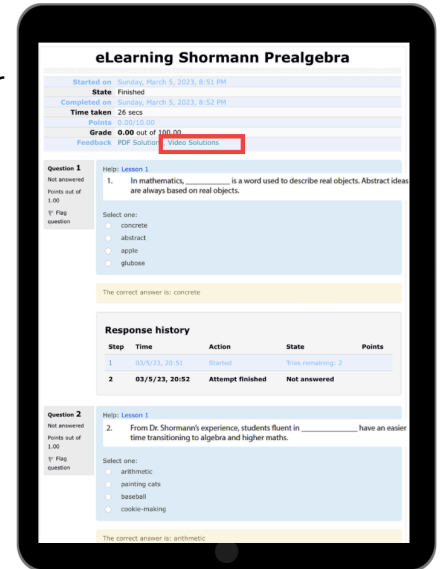 r
eLearning Shormann Prealgebra
Started on Sunday, March 5, 2023, 8:51 PM
State Finished
Completed on Sunday, March 5, 2023, 8:52 PM
Time taken 26 secs
Points 0.00/10.00
Grade 0.00 out of 100.00
Feedback PDF Solutions, Video Solutions
Question 1
Not answered
Points out of
1.00
Flag
question
Help: Lesson 1
1. In mathematics, ____________ is a word used to describe real objects. Abstract ideas
are always based on real objects.
Select one:
concrete
abstract
apple
glubose
The correct answer is: concrete
Response history
Step Time Action State Points
1 03/5/23, 20:51 Started Tries remaining: 2
2 03/5/23, 20:52 Attempt finished Not answered
Question 2
Not answered
Points out of
1.00
Flag
question
Help: Lesson 1
2. From Dr. Shormann's experience, students fluent in ____________ have an easier
time transitioning to algebra and higher maths.
Select one:
arithmetic
painting cats
baseball
cookie-making
The correct answer is: arithmetic